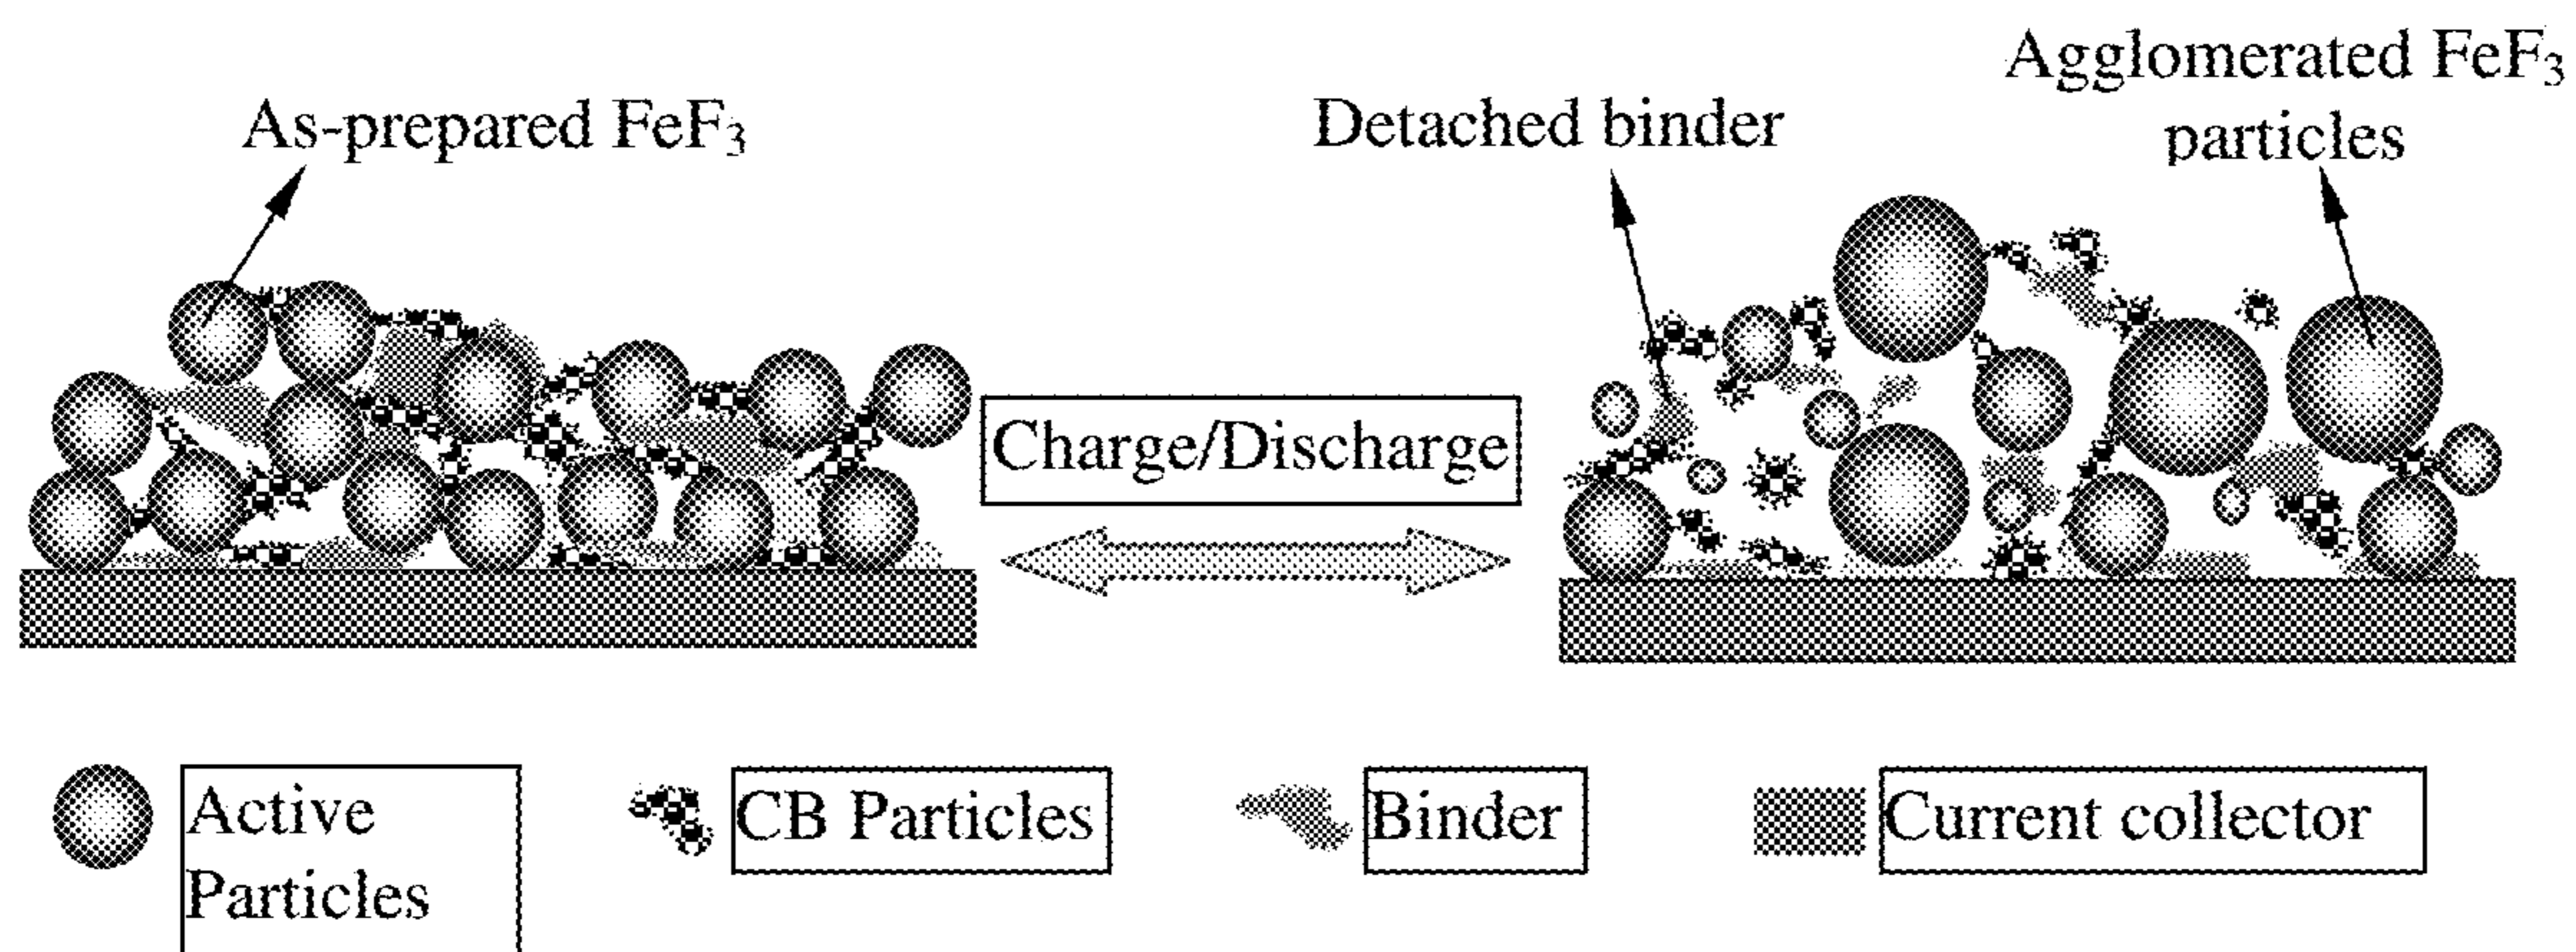 As-prepared FeF₃
Detached binder
Agglomerated FeF₃
particles
Charge/Discharge
Active
Particles
CB Particles
Binder
Current collector